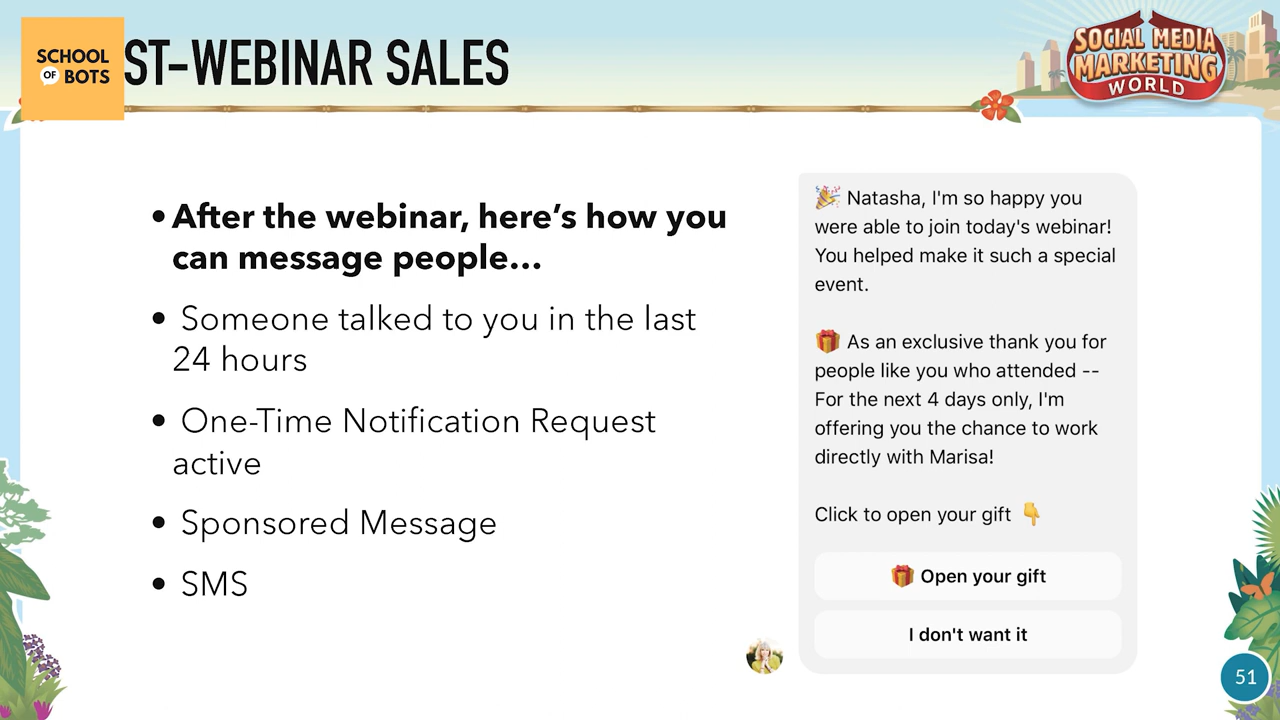 SCHOOL
OF BOTS
ST-WEBINAR SALES
SOCIAL MEDIA
MARKETING
WORLD
• After the webinar, here's how you
can message people...
• Someone talked to you in the last
24 hours
• One-Time Notification Request
active
• Sponsored Message
• SMS
🎉 Natasha, I'm so happy you
were able to join today's webinar!
You helped make it such a special
event.
🎁 As an exclusive thank you for
people like you who attended --
For the next 4 days only, I'm
offering you the chance to work
directly with Marisa!
Click to open your gift 👇
🎁 Open your gift
I don't want it
51